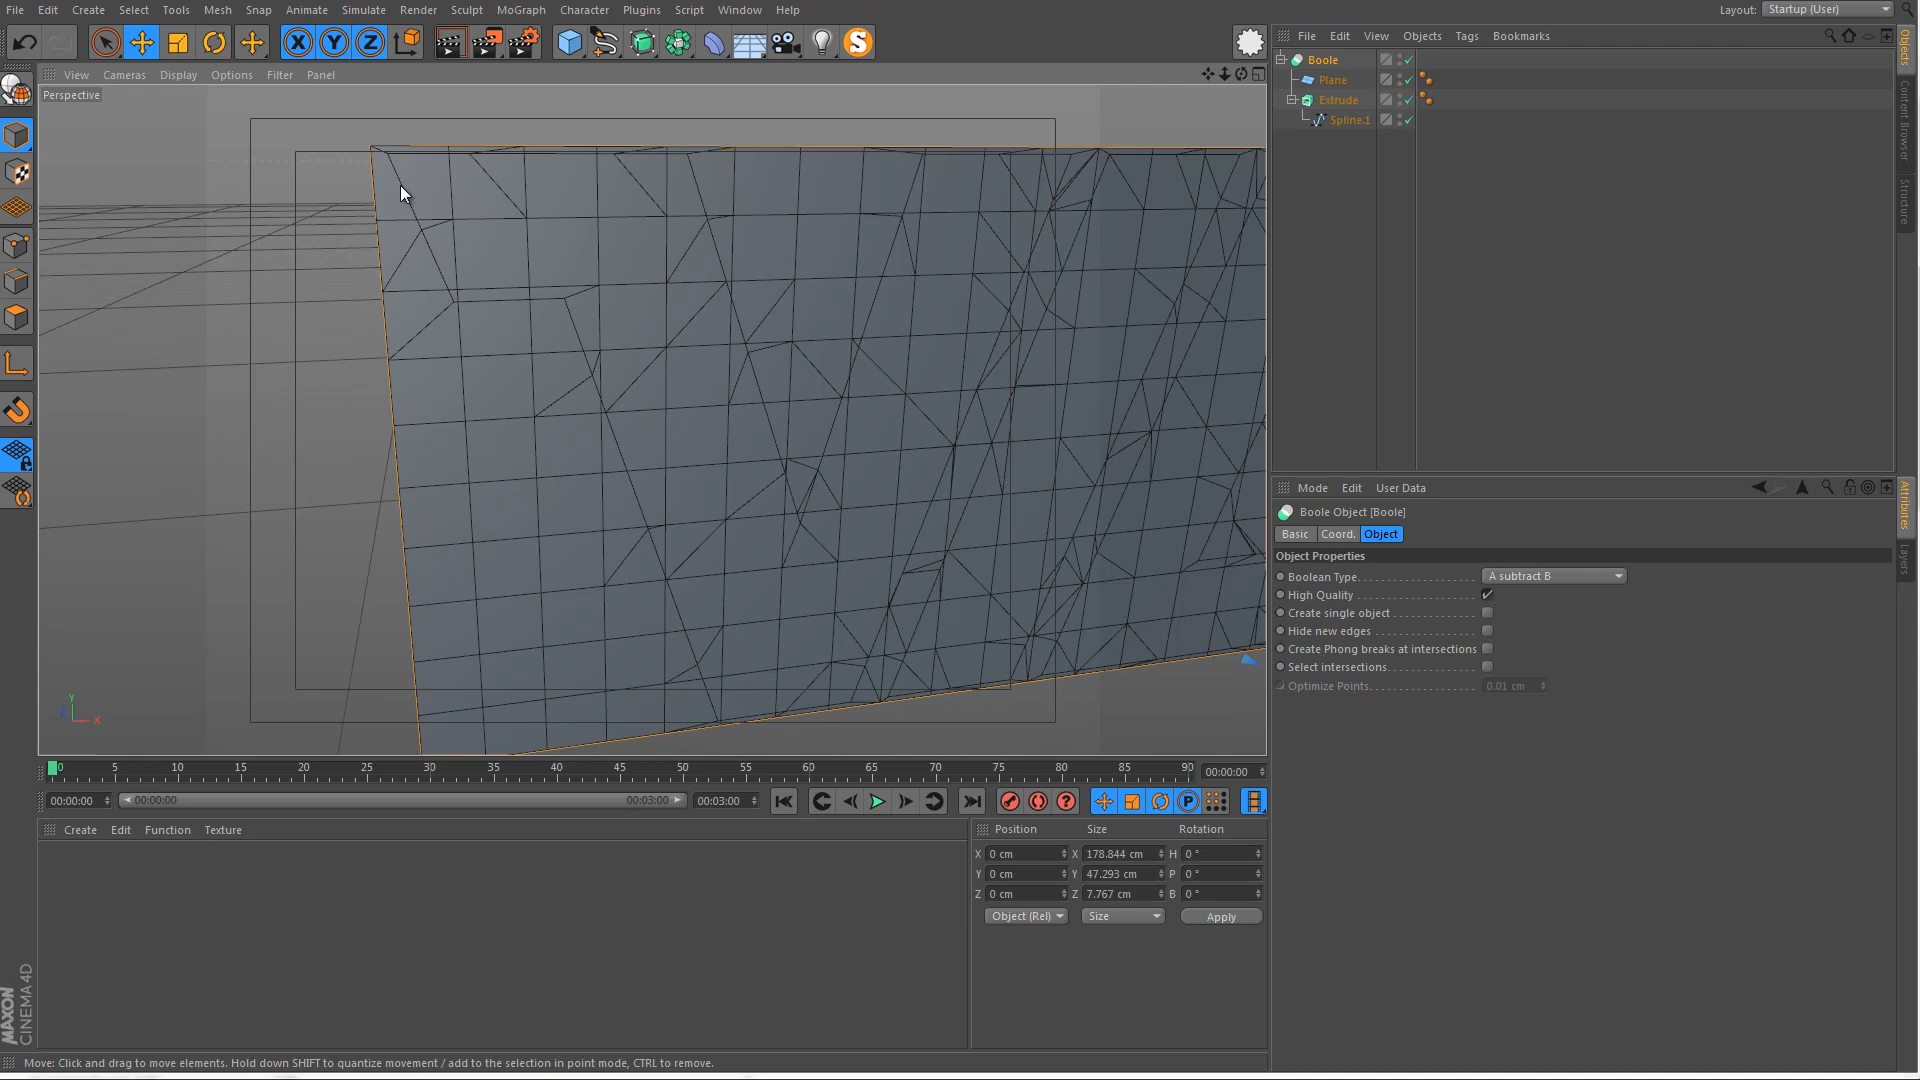 File Edit Create Select Tools Mesh Snap Animate Simulate Render Sculpt MoGraph Character Plugins Script Window Help
Layout: Startup (User)
File Edit View Objects Tags Bookmarks
Boole
Plane
Extrude
Spline.1
View Cameras Display Options Filter Panel
Perspective
Y
Z X
Objects
Content Browser
Structure
Mode Edit User Data
Attributes
Layers
Boole Object [Boole]
Basic Coord. Object
Object Properties
Boolean Type A subtract B
High Quality
Create single object
Hide new edges
Create Phong breaks at intersections
Select intersections
Optimize Points 0.01 cm
0 5 10 15 20 25 30 35 40 45 50 55 60 65 70 75 80 85 90 00:00:00
00:00:00 00:00:00 00:03:00 00:03:00
Create Edit Function Texture
Position Size Rotation
X 0 cm X 178.844 cm H 0 °
Y 0 cm Y 47.293 cm P 0 °
Z 0 cm Z 7.767 cm B 0 °
Object (Rel) Size Apply
MAXON
CINEMA 4D
Move: Click and drag to move elements. Hold down SHIFT to quantize movement / add to the selection in point mode, CTRL to remove.